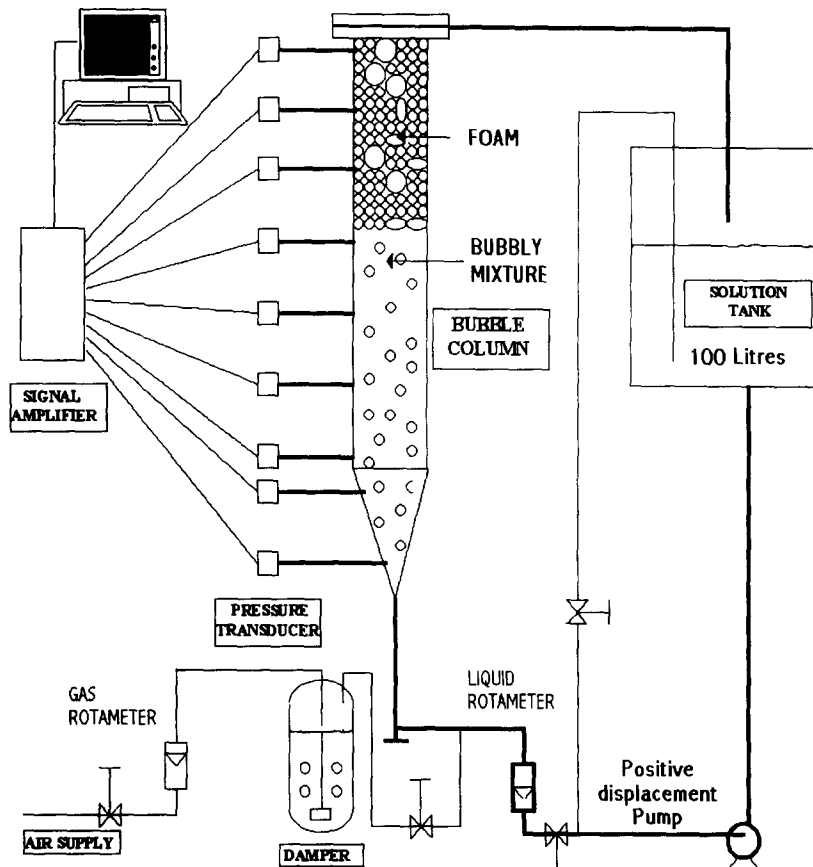 FOAM
BUBBLY
MIXTURE
BUBBLE
COLUMN
SOLUTION
TANK
100 Litres
SIGNAL
AMPLIFIER
PRESSURE
TRANSDUCER
GAS
ROTAMETER
LIQUID
ROTAMETER
Positive
displacement
Pump
AIR SUPPLY
DAMPER